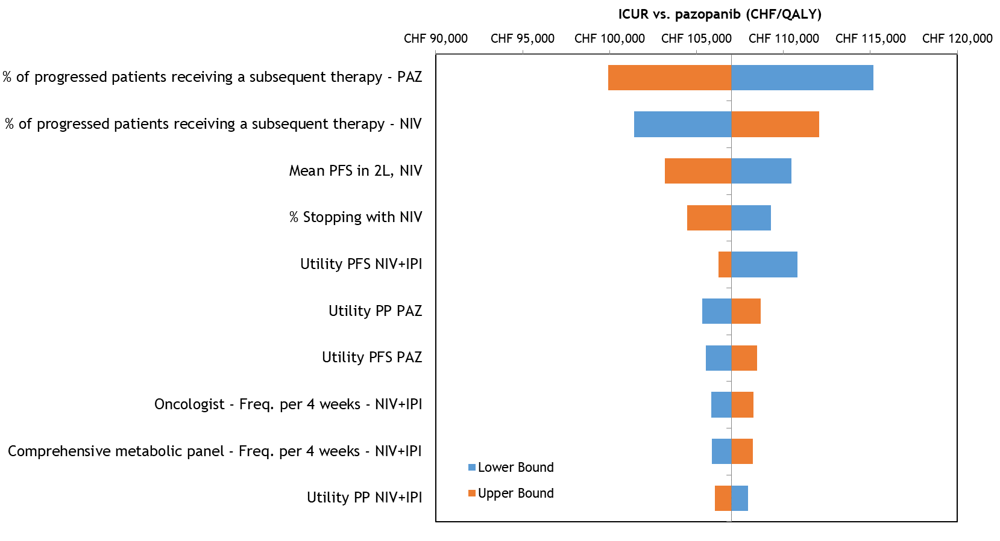 ICUR vs. pazopanib (CHF/QALY)
CHF 90,000 CHF 95,000 CHF 100,000 CHF 105,000 CHF 110,000 CHF 115,000 CHF 120,000
% of progressed patients receiving a subsequent therapy - PAZ
% of progressed patients receiving a subsequent therapy - NIV
Mean PFS in 2L, NIV
% Stopping with NIV
Utility PFS NIV+IPI
Utility PP PAZ
Utility PFS PAZ
Oncologist - Freq. per 4 weeks - NIV+IPI
Comprehensive metabolic panel - Freq. per 4 weeks - NIV+IPI
Lower Bound
Upper Bound
Utility PP NIV+IPI